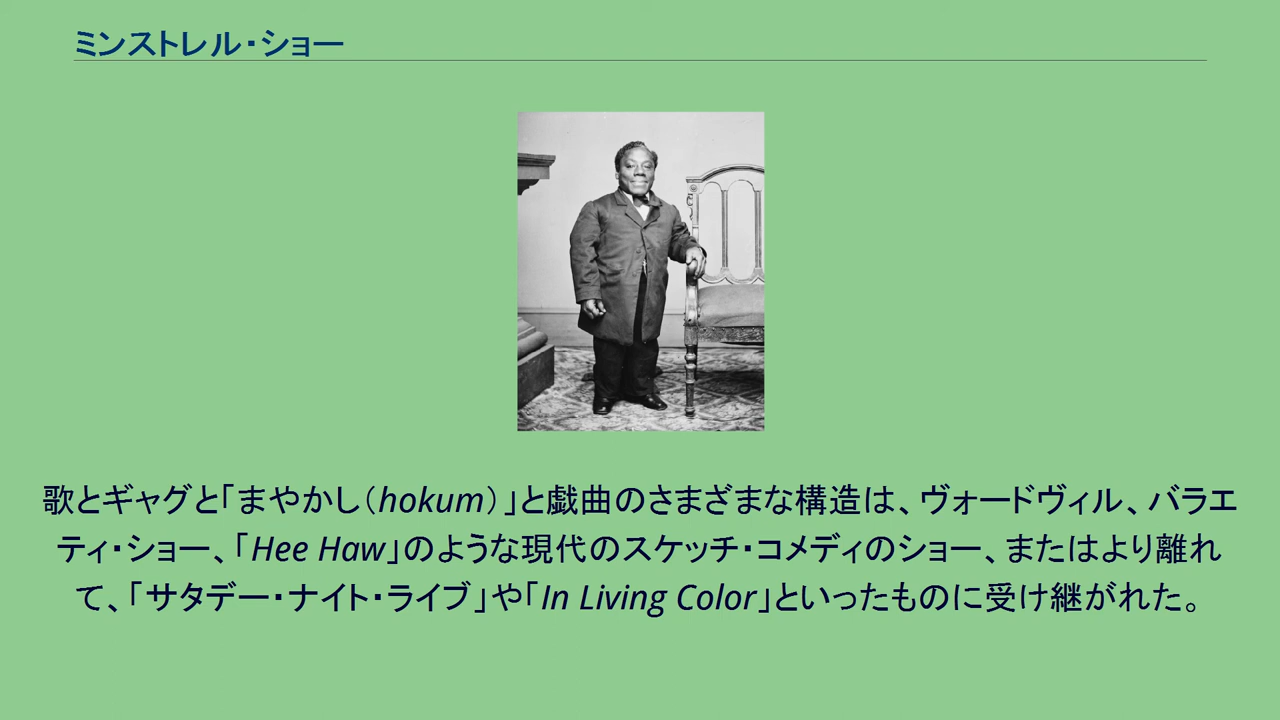 ミンストレル・ショー
歌とギャグと「まやかし（hokum）」と戯曲のさまざまな構造は、ヴォードヴィル、バラエ
ティ・ショー、「Hee Haw」のような現代のスケッチ・コメディのショー、またはより離れ
て、「サタデー・ナイト・ライブ」や「In Living Color」といったものに受け継がれた。